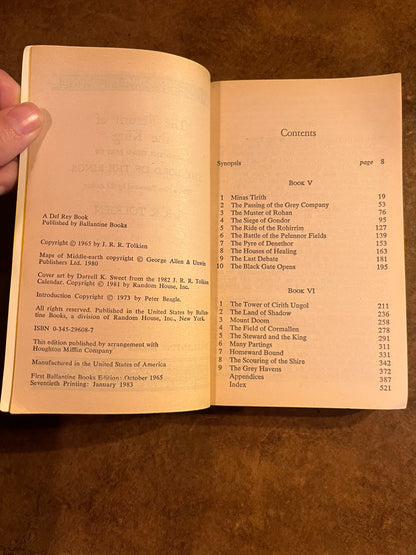 A Del Rey Book
Published by Ballantine Books
Copyright © 1965 by J. R. R. Tolkien
Maps of Middle-earth copyright © George Allen & Unwin
Publishers Ltd. 1980
Cover art by Darrell K. Sweet from the 1982 J. R. R. Tolkien
Calendar. Copyright © 1981 by Random House, Inc.
Introduction Copyright © 1973 by Peter Beagle.
All rights reserved. Published in the United States by Ballan-
tine Books, a division of Random House, Inc., New York.
ISBN 0-345-29608-7
This edition published by arrangement with
Houghton Mifflin Company
Manufactured in the United States of America
First Ballantine Books Edition: October 1965
Seventieth Printing: January 1983
Contents
Synopsis page 8
BOOK V
1 Minas Tirith 19
2 The Passing of the Grey Company 53
3 The Muster of Rohan 76
4 The Siege of Gondor 95
5 The Ride of the Rohirrim 127
6 The Battle of the Pelennor Fields 139
7 The Pyre of Denethor 153
8 The Houses of Healing 163
9 The Last Debate 181
10 The Black Gate Opens 195
BOOK VI
1 The Tower of Cirith Ungol 211
2 The Land of Shadow 236
3 Mount Doom 258
4 The Field of Cormallen 277
5 The Steward and the King 291
6 Many Partings 311
7 Homeward Bound 331
8 The Scouring of the Shire 342
9 The Grey Havens 372
Appendices 387
Index 521